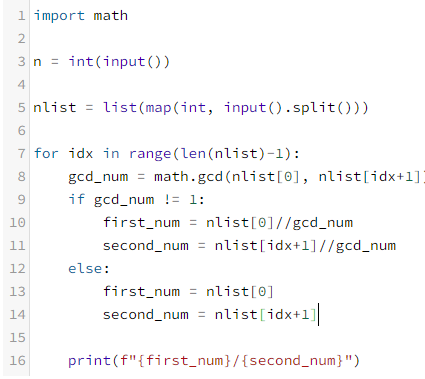 1 import math
2
3 n = int(input())
4
5 nlist = list(map(int, input().split()))
6
7 for idx in range(len(nlist)-1):
8     gcd_num = math.gcd(nlist[0], nlist[idx+1])
9     if gcd_num != 1:
10         first_num = nlist[0]//gcd_num
11         second_num = nlist[idx+1]//gcd_num
12     else:
13         first_num = nlist[0]
14         second_num = nlist[idx+1]
15
16     print(f"{first_num}/{second_num}")